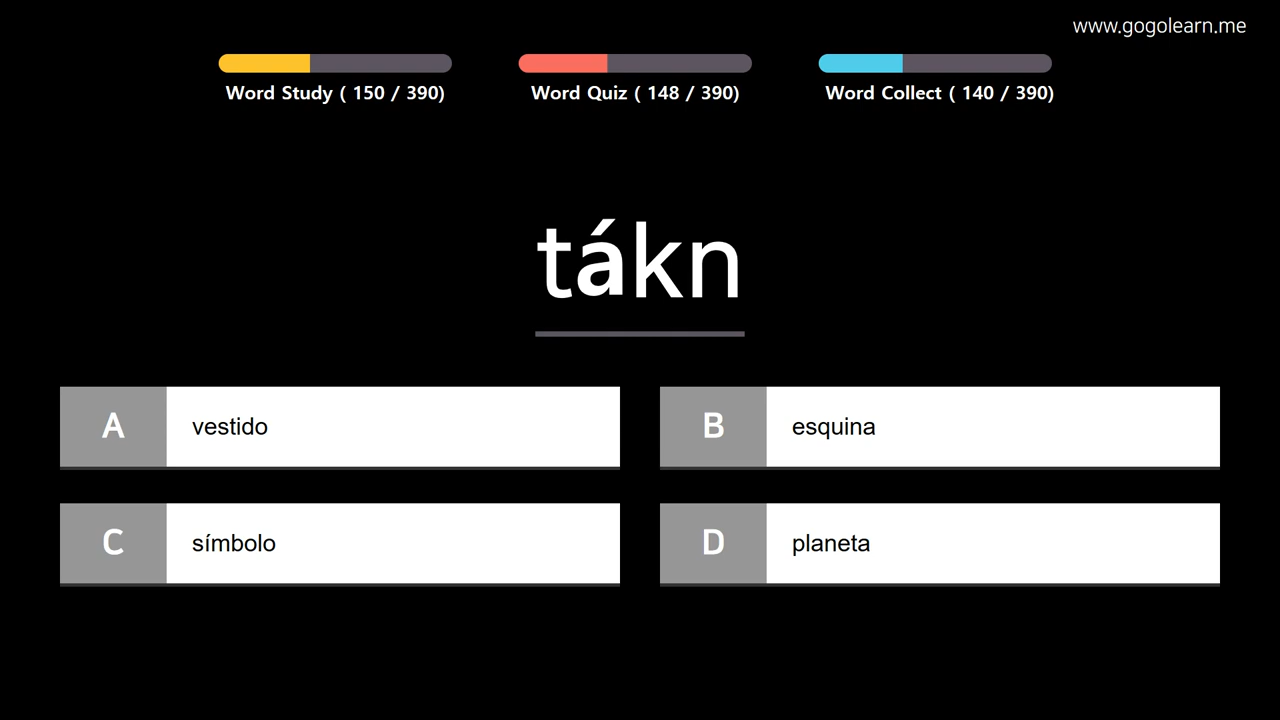 www.gogolearn.me
Word Study ( 150 / 390)
Word Quiz ( 148 / 390)
Word Collect ( 140 / 390)
tákn
A vestido
B esquina
C símbolo
D planeta